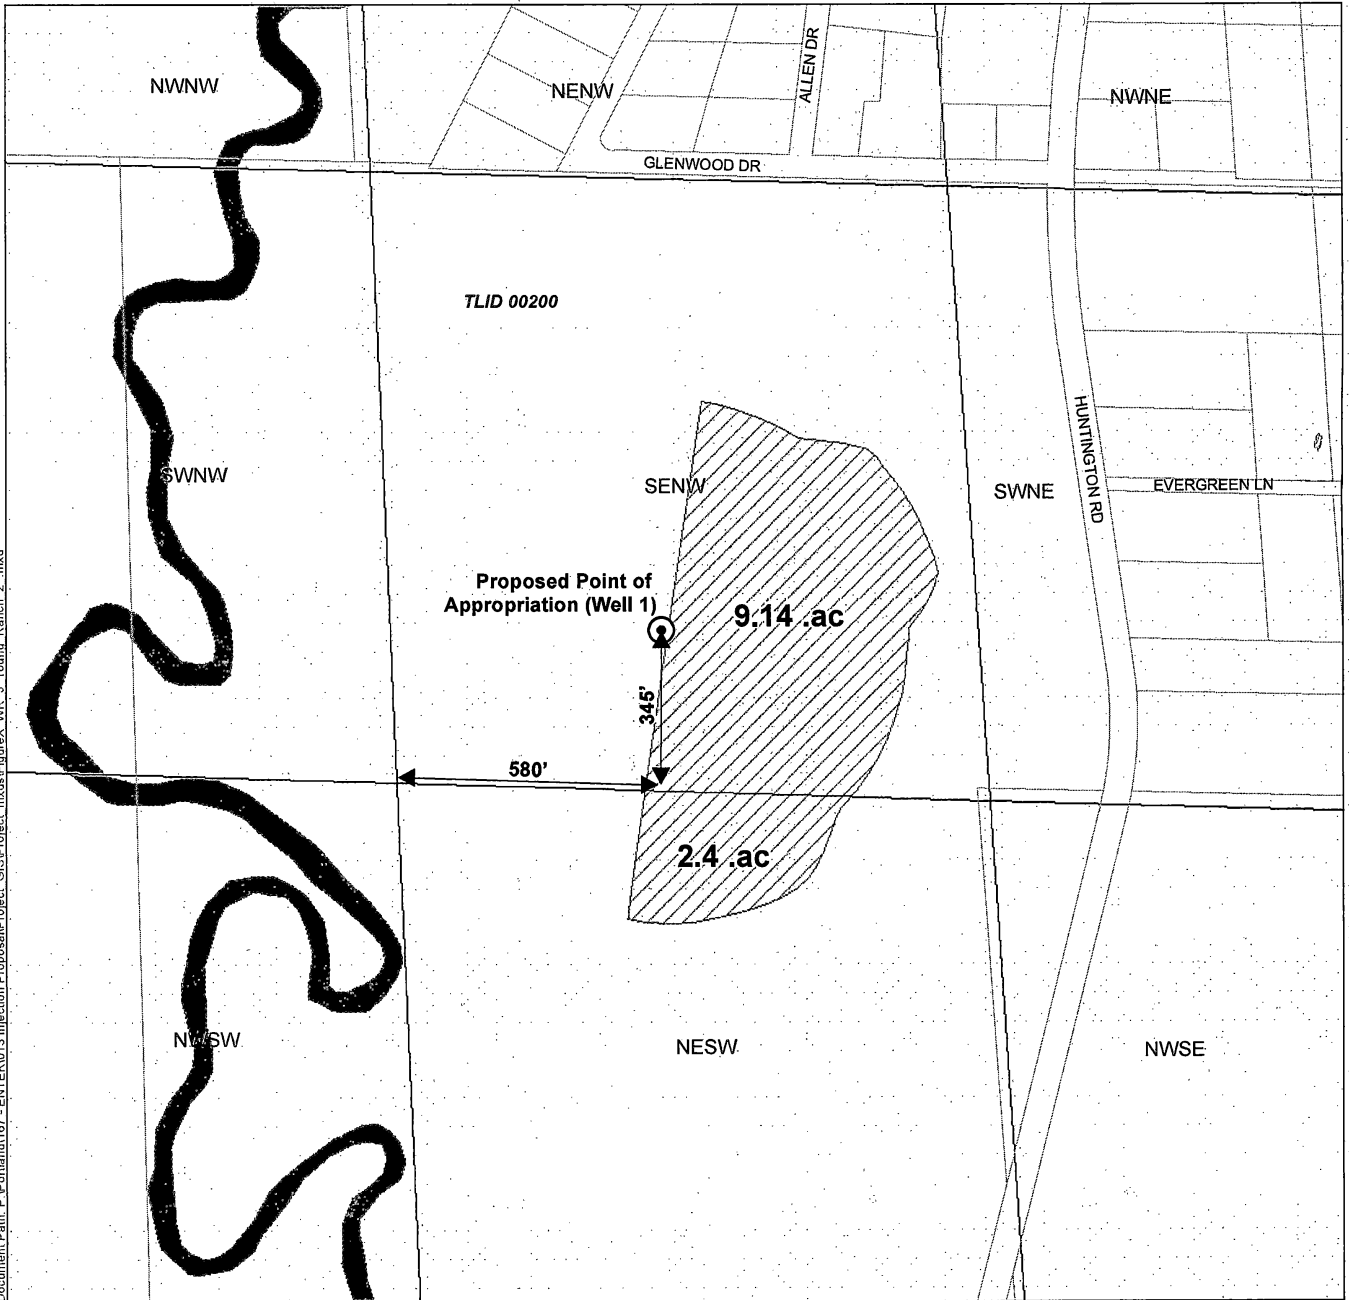 NWNW
NENW
ALLEN DR
NWNE
GLENWOOD DR
TLID 00200
HUNTINGTON RD
SWNW
SENW
SWNE
EVERGREEN LN
Proposed Point of
Appropriation (Well 1)
9.14 .ac
345'
580'
2.4 .ac
NWSW
NESW
NWSE